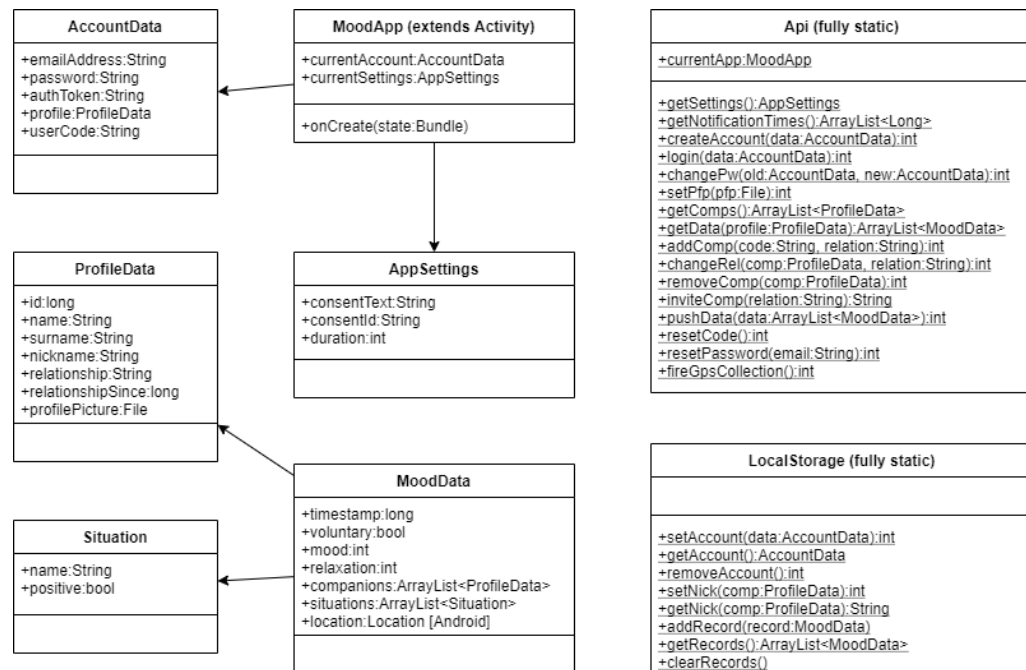 AccountData
+emailAddress:String
+password:String
+authToken:String
+profile:ProfileData
+userCode:String
MoodApp (extends Activity)
+currentAccount:AccountData
+currentSettings:AppSettings
+onCreate(state:Bundle)
Api (fully static)
+currentApp:MoodApp
+getSettings():AppSettings
+getNotificationTimes():ArrayList<Long>
+createAccount(data:AccountData):int
+login(data:AccountData):int
+changePw(old:AccountData, new:AccountData):int
+setPfp(pfp:File):int
+getComps():ArrayList<ProfileData>
+getData(profile:ProfileData):ArrayList<MoodData>
+addComp(code:String, relation:String):int
+changeRel(comp:ProfileData, relation:String):int
+removeComp(comp:ProfileData):int
+inviteComp(relation:String):String
+pushData(data:ArrayList<MoodData>):int
+resetCode():int
+resetPassword(email:String):int
+fireGpsCollection():int
ProfileData
+id:long
+name:String
+surname:String
+nickname:String
+relationship:String
+relationshipSince:long
+profilePicture:File
AppSettings
+consentText:String
+consentId:String
+duration:int
Situation
+name:String
+positive:bool
MoodData
+timestamp:long
+voluntary:bool
+mood:int
+relaxation:int
+companions:ArrayList<ProfileData>
+situations:ArrayList<Situation>
+location:Location [Android]
LocalStorage (fully static)
+setAccount(data:AccountData):int
+getAccount():AccountData
+removeAccount():int
+setNick(comp:ProfileData):int
+getNick(comp:ProfileData):String
+addRecord(record:MoodData)
+getRecords():ArrayList<MoodData>
+clearRecords()